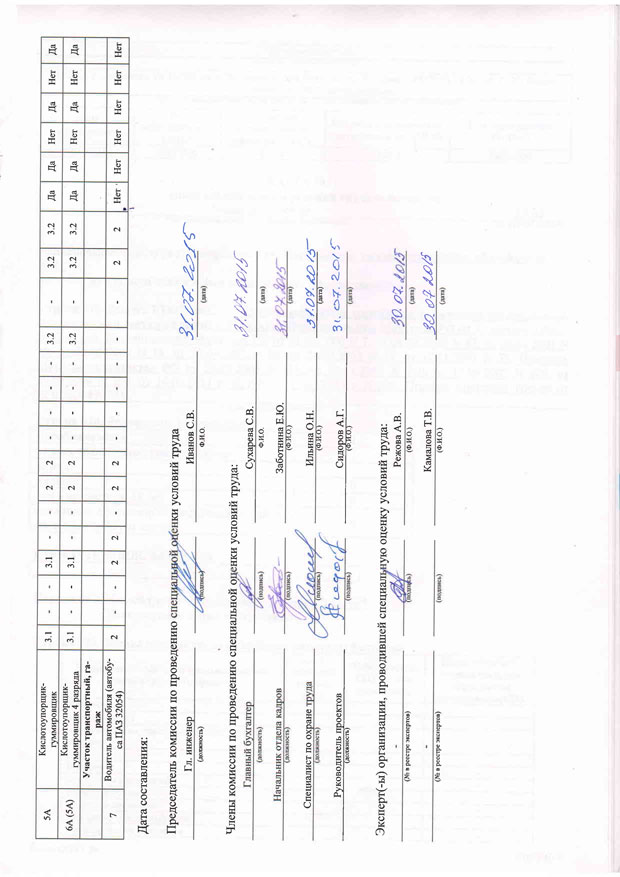 5А Кислотоупорщик- 3.1 - - 3.1 - - 2 2 - - - - 3.2 - 3.2 3.2 Да Да Нет Да Нет Да
гуммировщик
6А (5А) Кислотоупорщик- 3.1 - - 3.1 - - 2 2 - - - - 3.2 - 3.2 3.2 Да Да Нет Да Нет Да
гуммировщик 4 разряда
Участок транспортный, га-
раж
7 Водитель автомобиля (автобу- 2 - - 2 2 - 2 2 - - - - - - 2 2 Нет Нет Нет Нет Нет Нет
са ПАЗ 32054)
Дата составления:
Председатель комиссии по проведению специальной оценки условий труда
Гл. инженер Иванов С.В. 31.07.2015
(должность) (подпись) Ф.И.О. (дата)
Члены комиссии по проведению специальной оценки условий труда:
Главный бухгалтер Сухарева С.В. 31.07.2015
(должность) (подпись) Ф.И.О. (дата)
Начальник отдела кадров Заботнина Е.Ю. 31.07.2015
(должность) (подпись) (Ф.И.О.) (дата)
Специалист по охране труда Ильина О.Н. 31.07.2015
(должность) (подпись) (Ф.И.О.) (дата)
Руководитель проектов Сидоров А.Г. 31.07.2015
(должность) (подпись) (Ф.И.О.) (дата)
Эксперт(-ы) организации, проводившей специальную оценку условий труда:
- Режова А.В. 30.07.2015
(№ в реестре экспертов) (подпись) (Ф.И.О.) (дата)
- Камалова Т.В. 30.07.2015
(№ в реестре экспертов) (подпись) (Ф.И.О.) (дата)